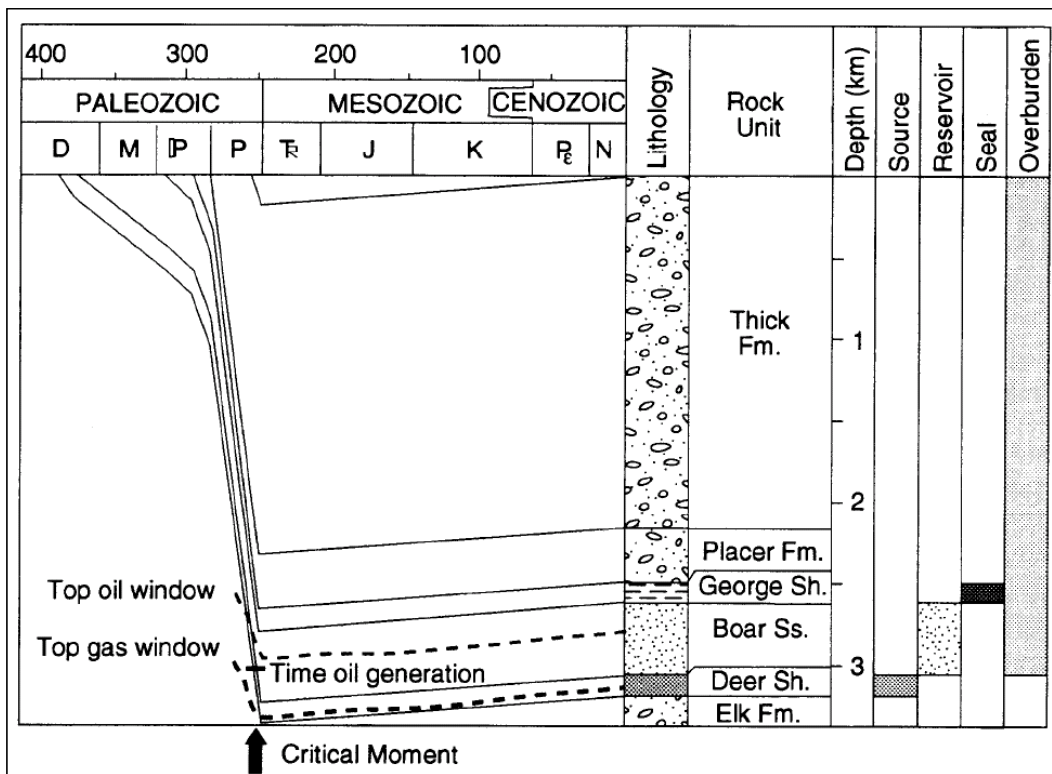 400 300 200 100
PALEOZOIC MESOZOIC CENOZOIC
D M ℙ P TR J K Pε N
Lithology
Rock
Unit
Depth (km)
Source
Reservoir
Seal
Overburden
Thick
Fm.
1
2
Placer Fm.
George Sh.
Boar Ss.
3
Deer Sh.
Elk Fm.
Top oil window
Top gas window
Time oil generation
Critical Moment